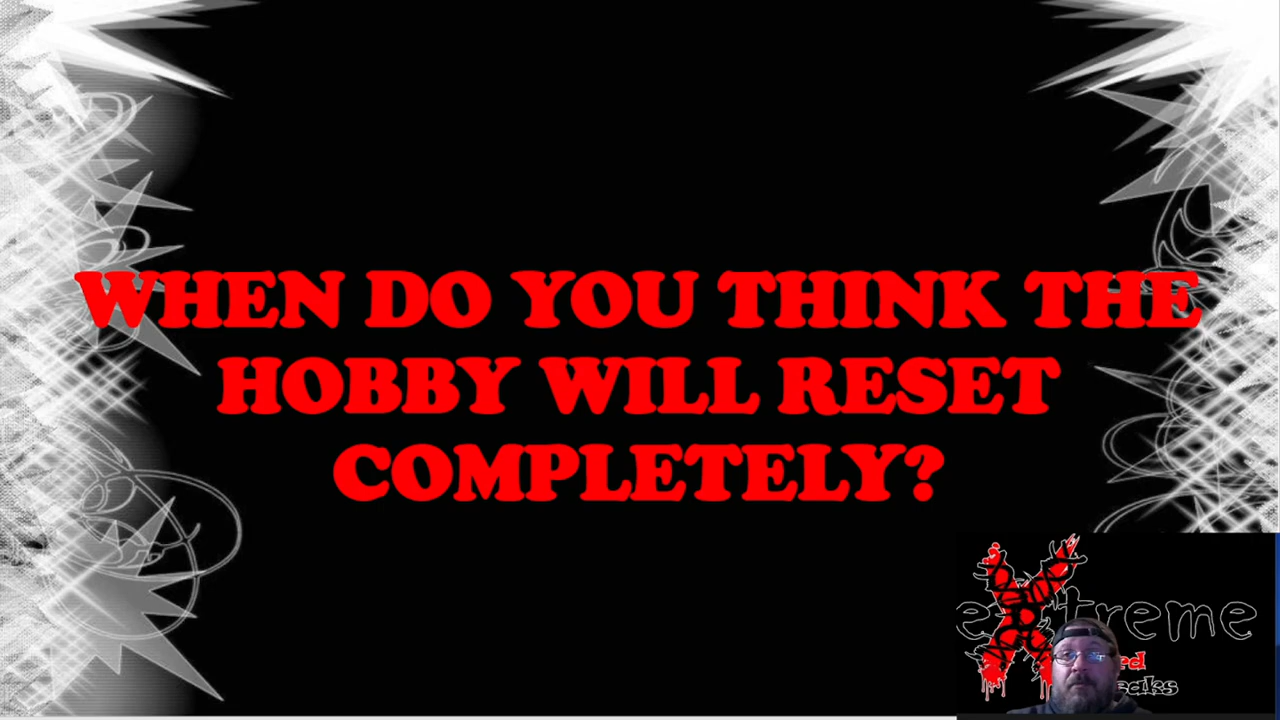 WHEN DO YOU THINK THE
HOBBY WILL RESET
COMPLETELY?
eXtreme